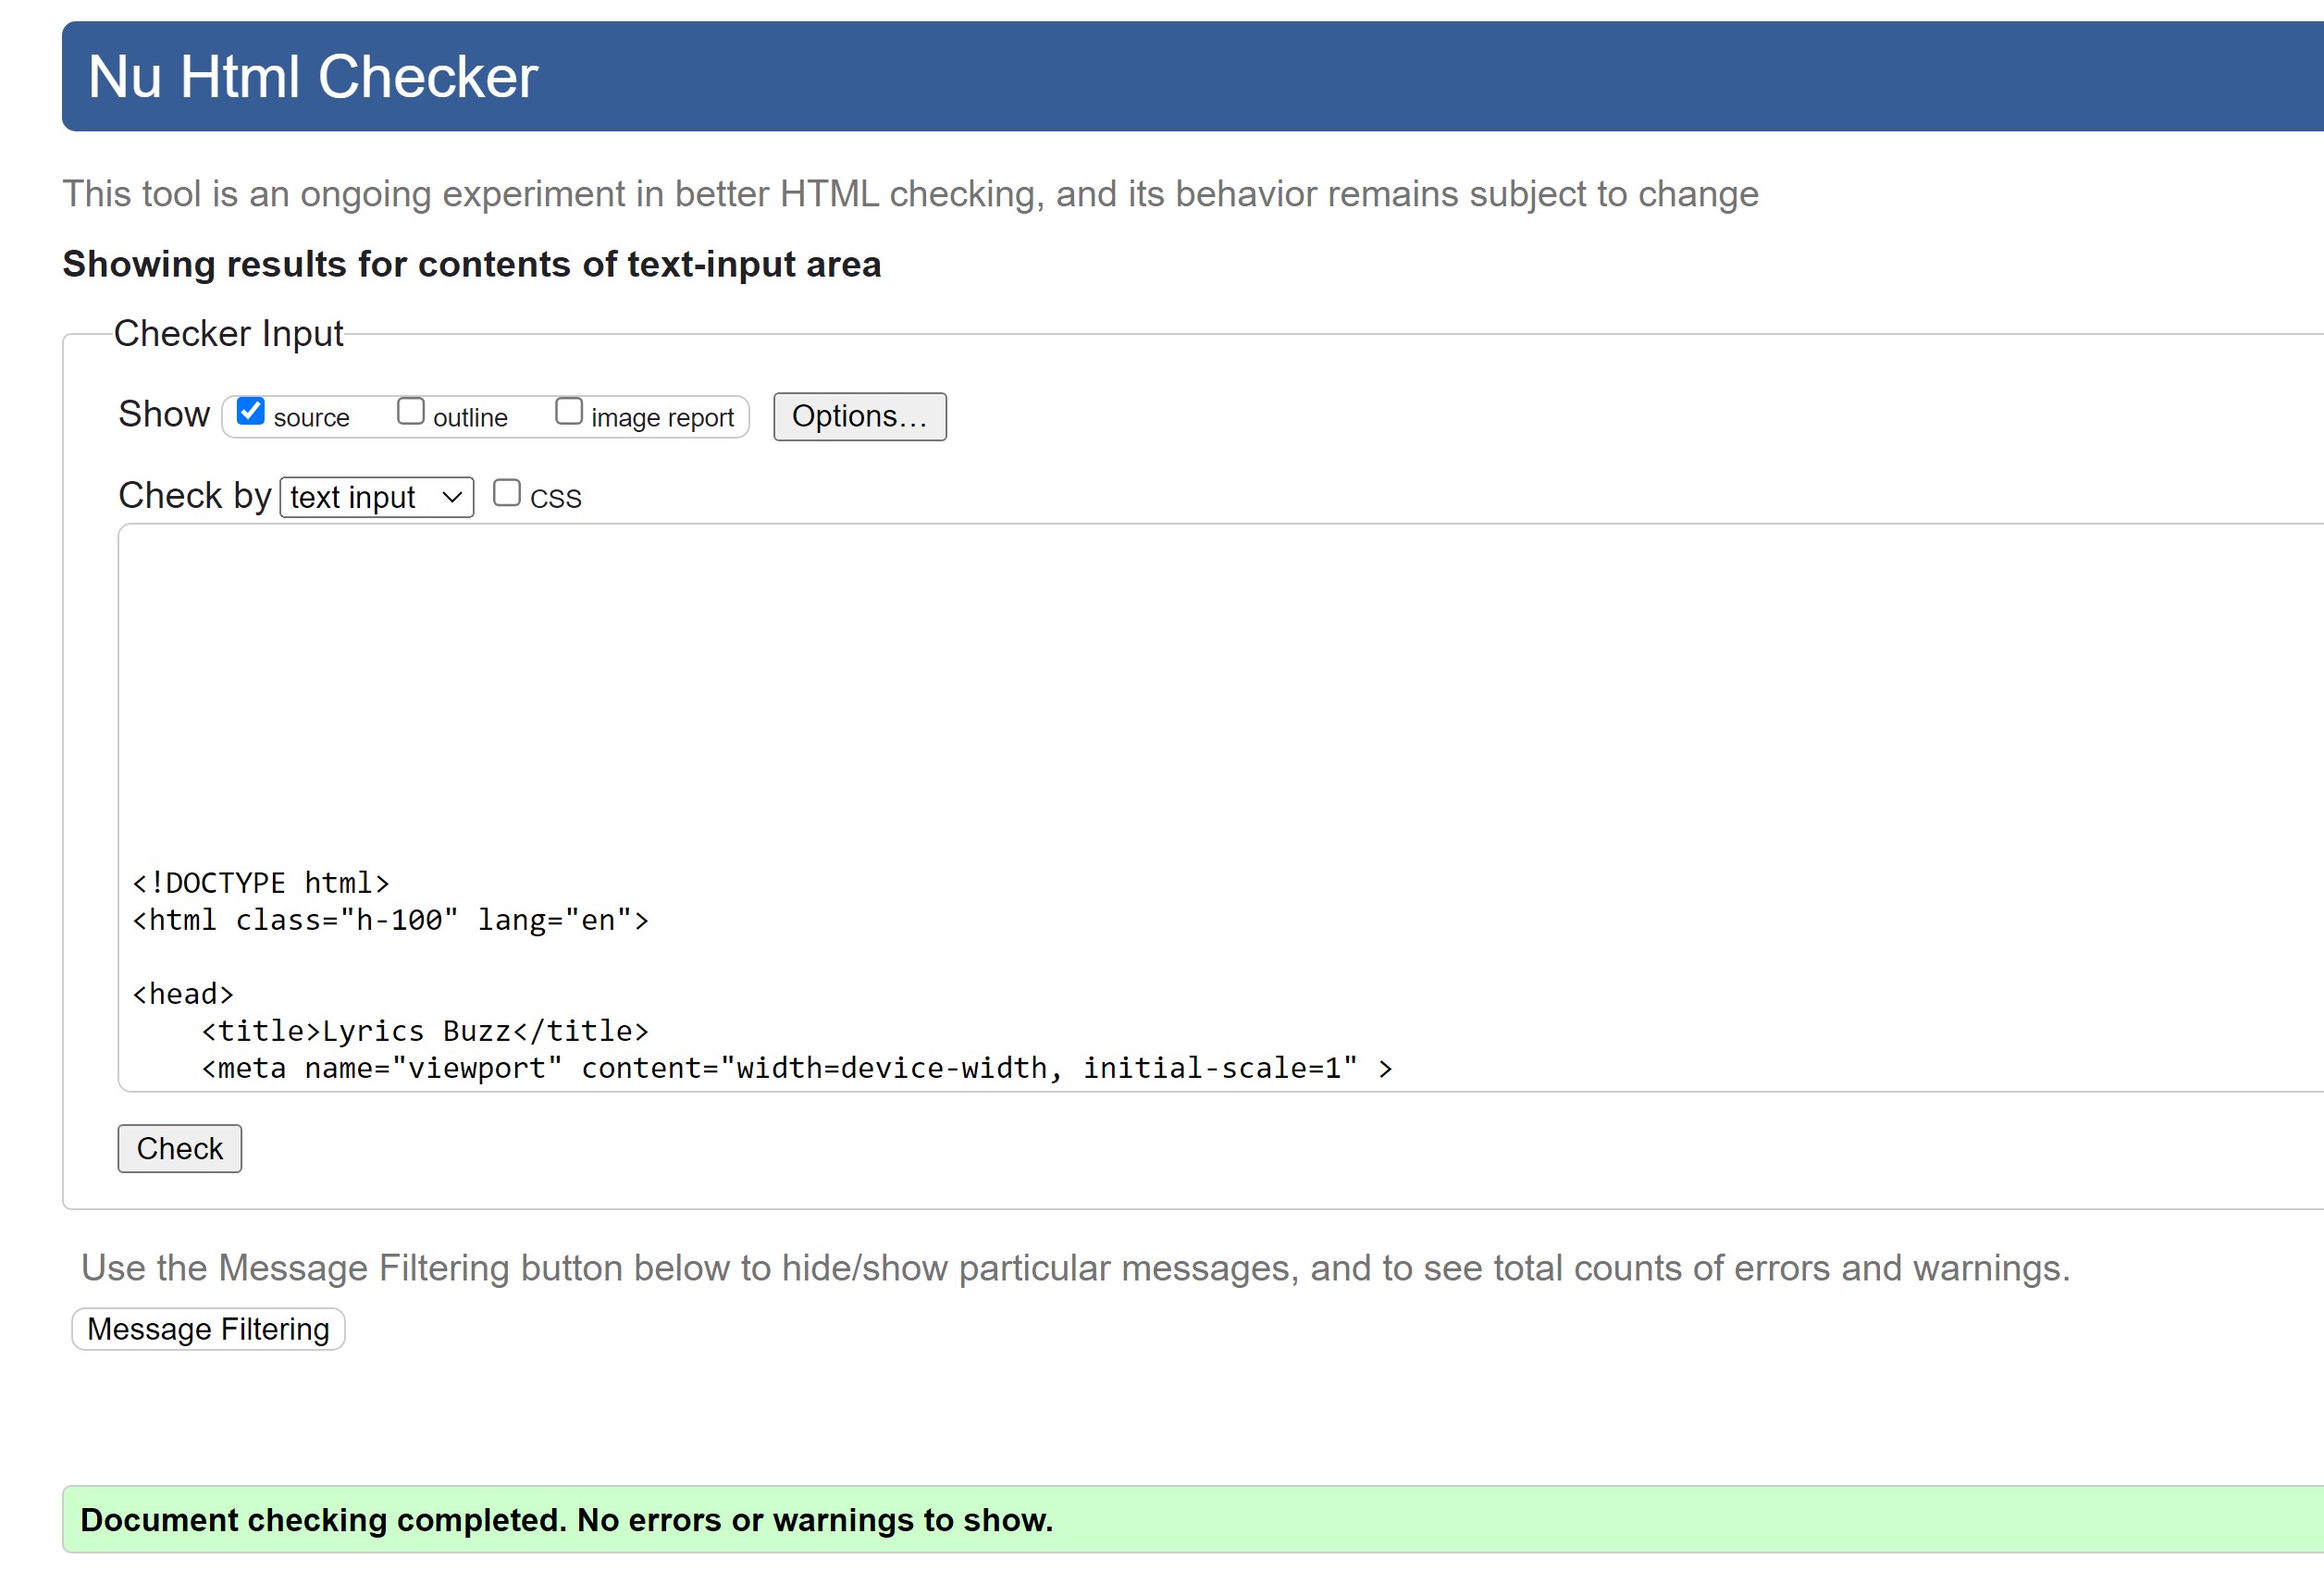 Nu Html Checker
This tool is an ongoing experiment in better HTML checking, and its behavior remains subject to change
Showing results for contents of text-input area
Checker Input
Show source outline image report Options…
Check by text input CSS
<!DOCTYPE html>
<html class="h-100" lang="en">
<head>
<title>Lyrics Buzz</title>
<meta name="viewport" content="width=device-width, initial-scale=1" >
Check
Use the Message Filtering button below to hide/show particular messages, and to see total counts of errors and warnings.
Message Filtering
Document checking completed. No errors or warnings to show.